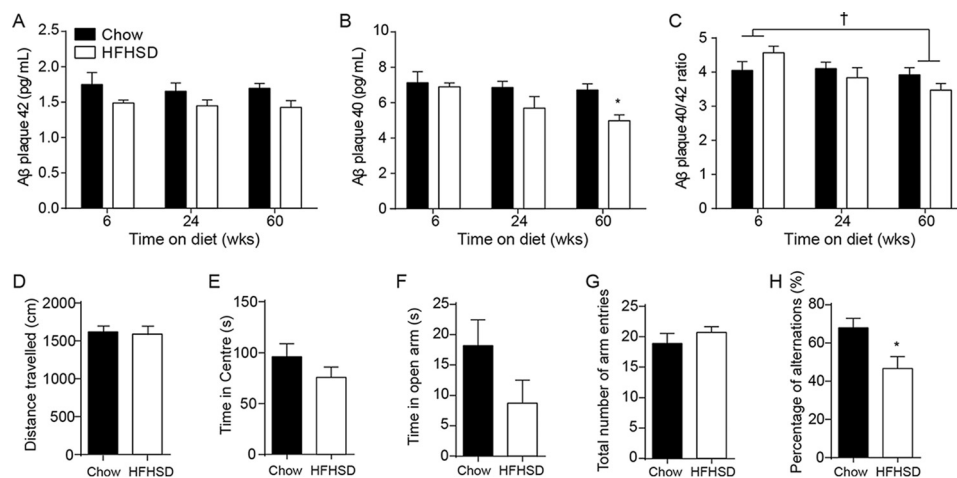 A
Aβ plaque 42 (pg/mL)
2.5
2.0
1.5
1.0
0.5
0.0
Chow
HFHSD
6 24 60
Time on diet (wks)
B
Aβ plaque 40 (pg/mL)
10
8
6
4
2
0
*
6 24 60
Time on diet (wks)
C
Aβ plaque 40/42 ratio
5
4
3
2
1
0
†
6 24 60
Time on diet (wks)
D
Distance travelled (cm)
2000
1500
1000
500
0
Chow HFHSD
E
Time in Centre (s)
150
100
50
0
Chow HFHSD
F
Time in open arm (s)
25
20
15
10
5
0
Chow HFHSD
G
Total number of arm entries
25
20
15
10
5
0
Chow HFHSD
H
Percentage of alternations (%)
80
60
40
20
0
*
Chow HFHSD